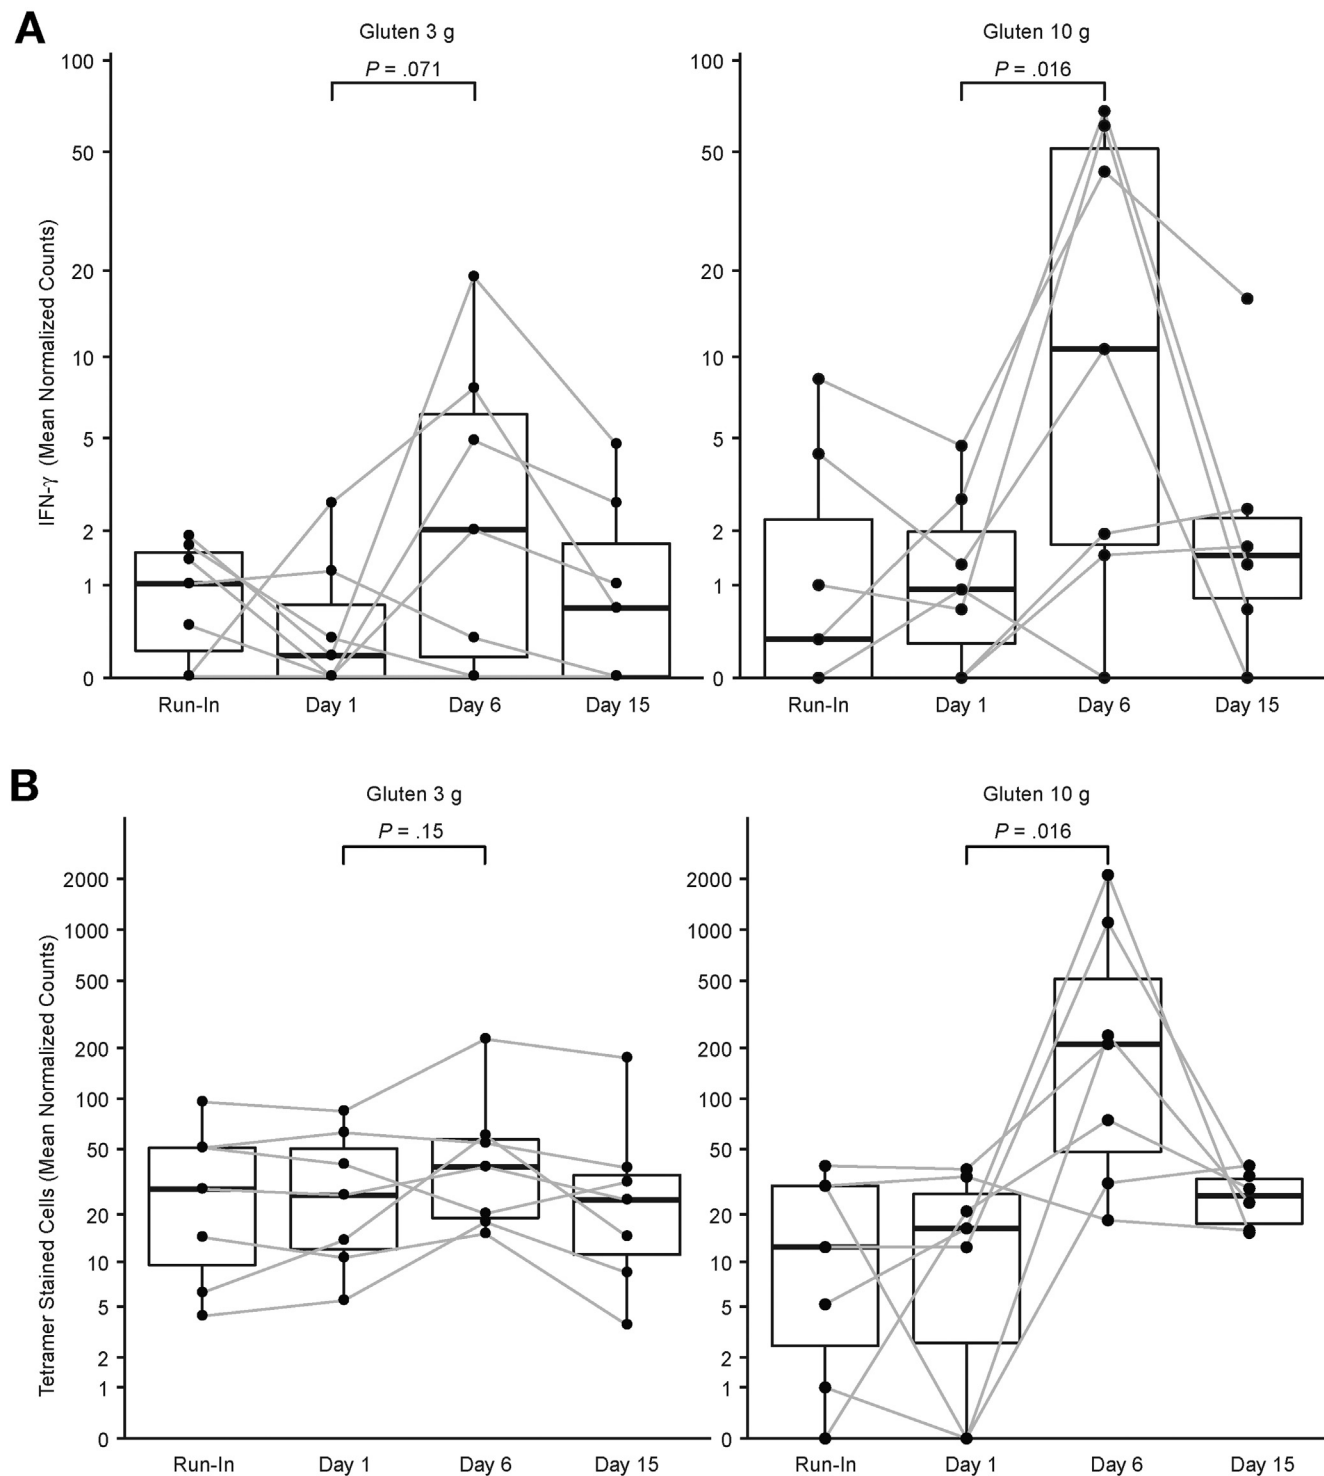 A
Gluten 3 g
P = .071
100
50
20
10
5
2
1
0
IFN-γ (Mean Normalized Counts)
Run-In Day 1 Day 6 Day 15
Gluten 10 g
P = .016
100
50
20
10
5
2
1
0
Run-In Day 1 Day 6 Day 15
B
Gluten 3 g
P = .15
2000
1000
500
200
100
50
20
10
5
2
1
0
Tetramer Stained Cells (Mean Normalized Counts)
Run-In Day 1 Day 6 Day 15
Gluten 10 g
P = .016
2000
1000
500
200
100
50
20
10
5
2
1
0
Run-In Day 1 Day 6 Day 15